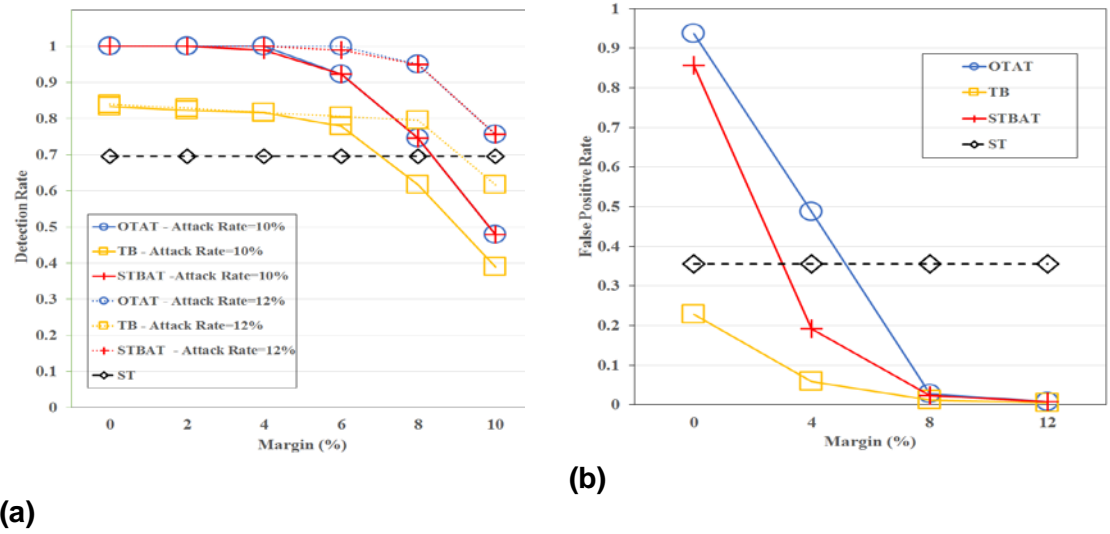 Detection Rate
1
0.9
0.8
0.7
0.6
0.5
0.4
0.3
0.2
0.1
0
OTAT – Attack Rate=10%
TB – Attack Rate=10%
STBAT –Attack Rate=10%
OTAT – Attack Rate=12%
TB – Attack Rate=12%
STBAT – Attack Rate=12%
ST
0 2 4 6 8 10
Margin (%)
(a)
False Positive Rate
1
0.9
0.8
0.7
0.6
0.5
0.4
0.3
0.2
0.1
0
OTAT
TB
STBAT
ST
0 4 8 12
Margin (%)
(b)